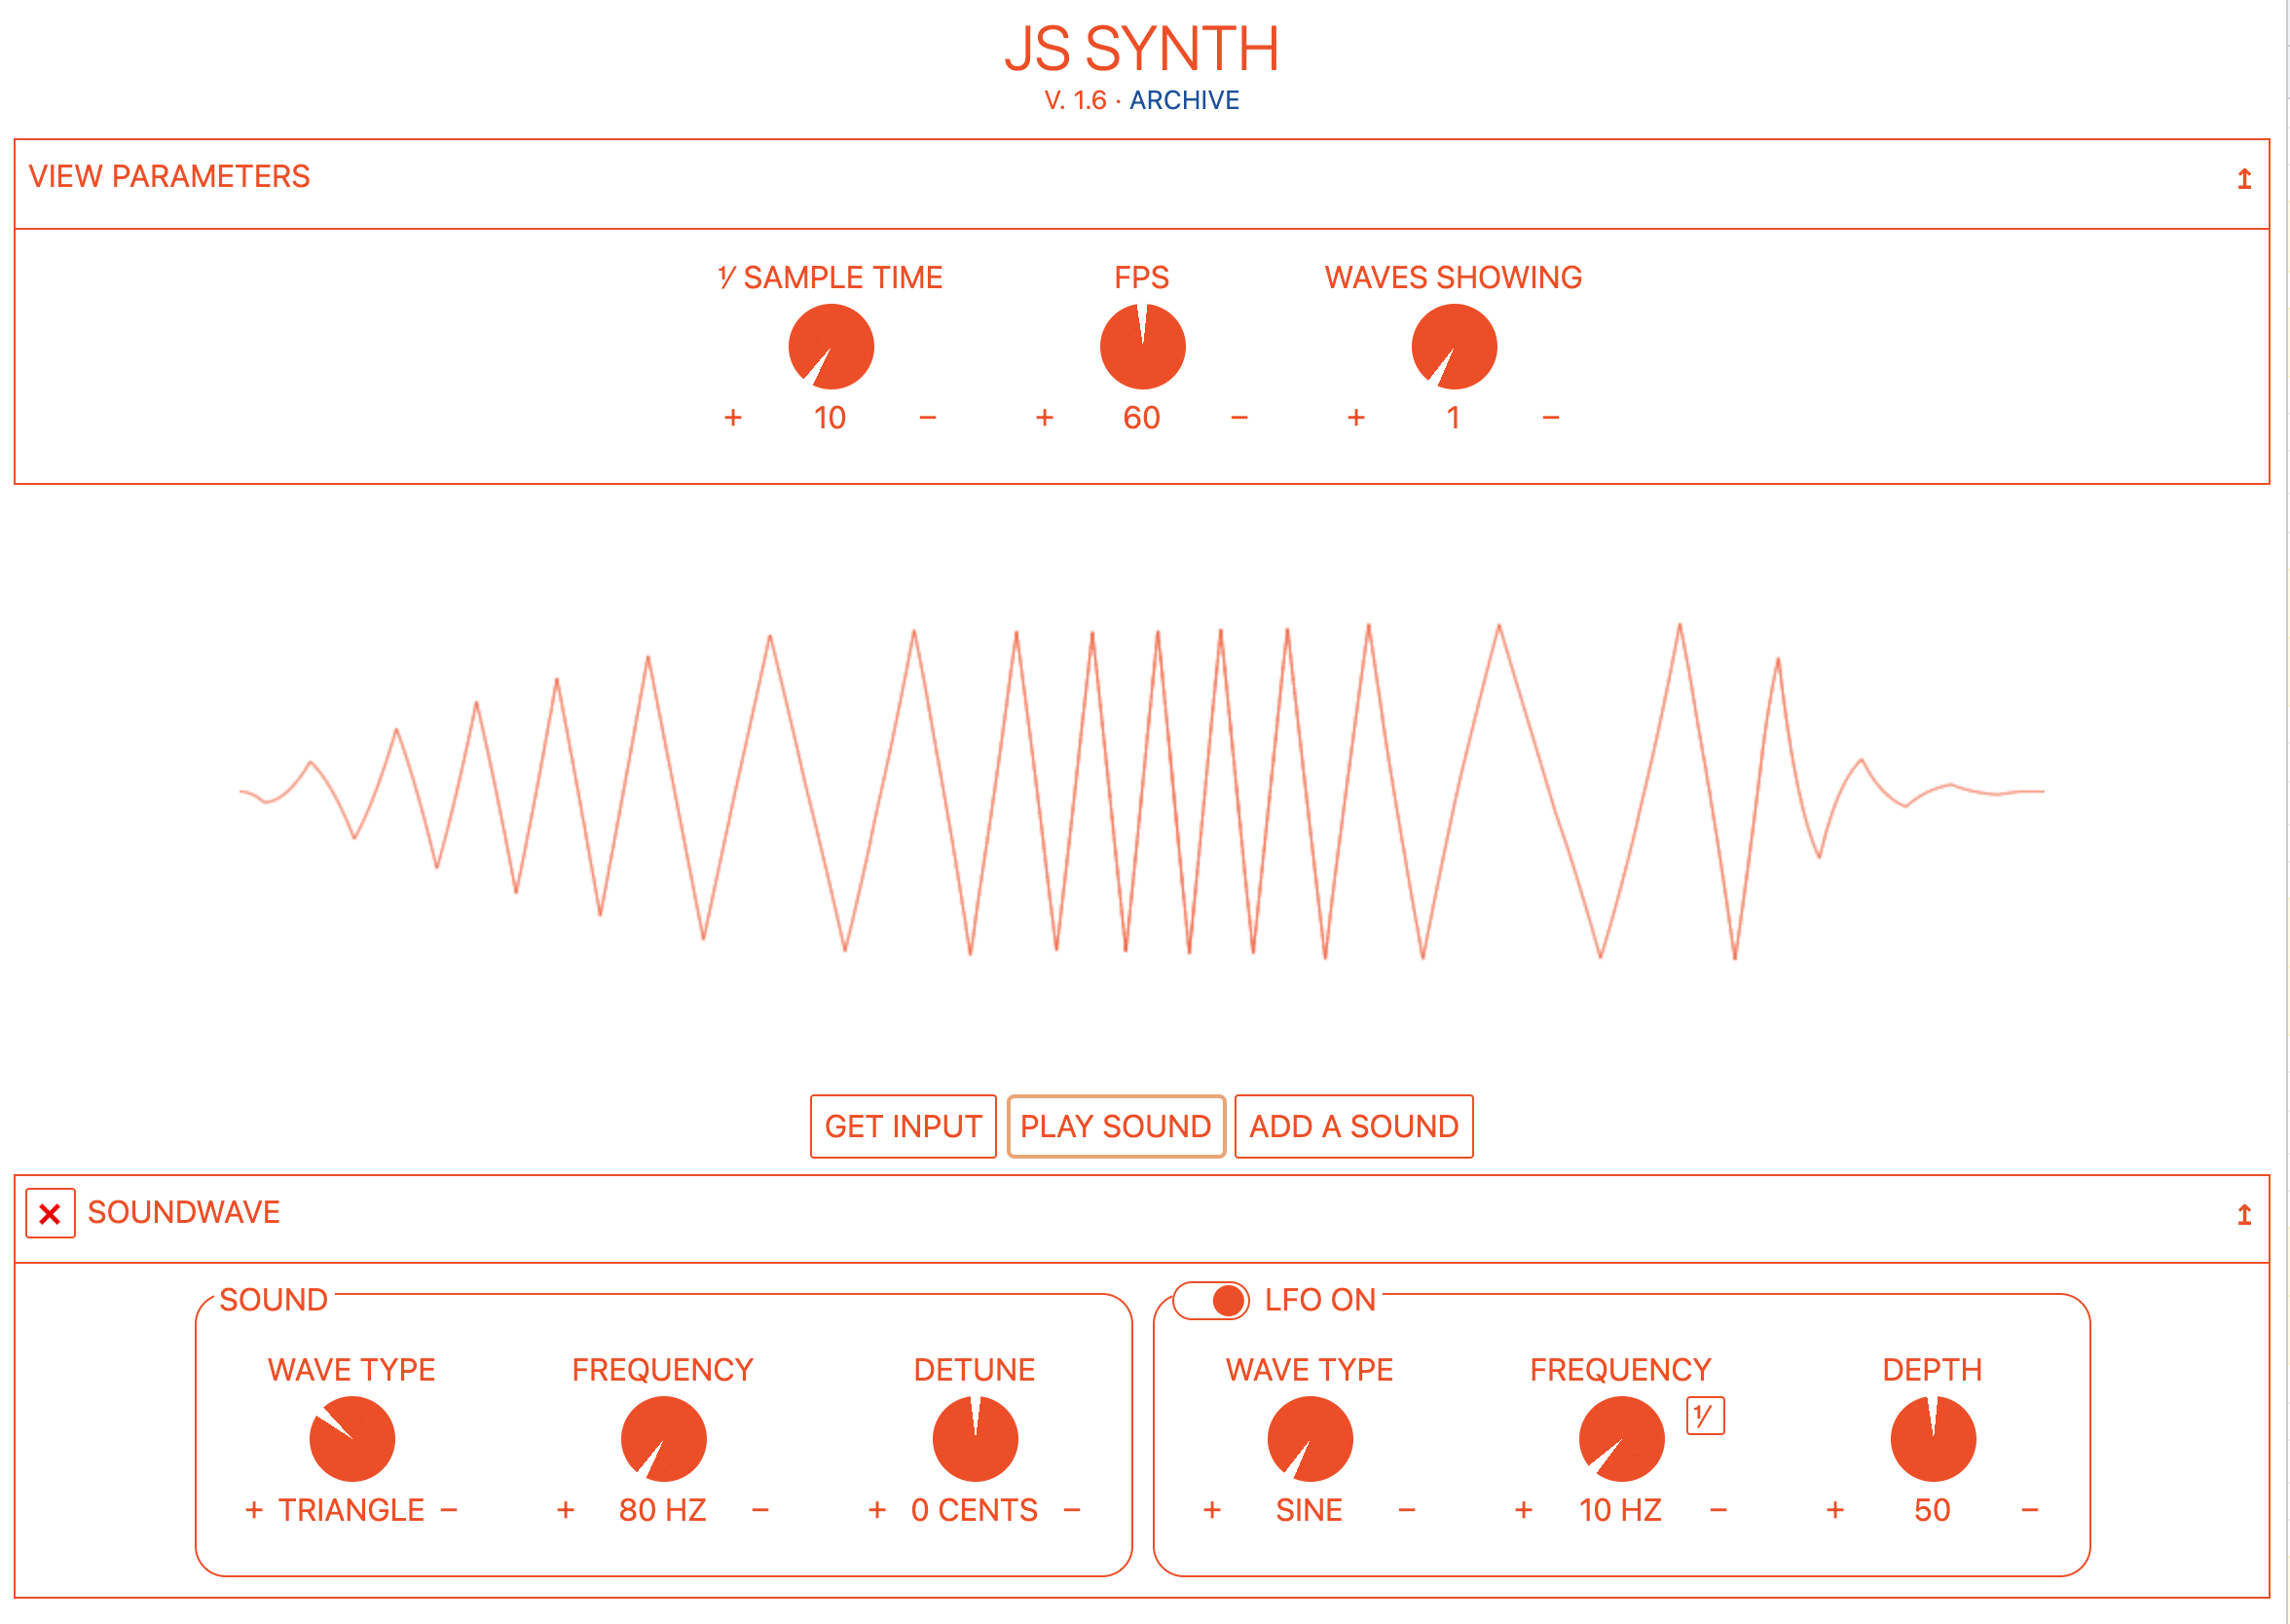 JS SYNTH
V. 1.6 · ARCHIVE
VIEW PARAMETERS ↥
⅟ SAMPLE TIME FPS WAVES SHOWING
+ 10 − + 60 − + 1 −
GET INPUT PLAY SOUND ADD A SOUND
× SOUNDWAVE ↥
SOUND LFO ON
WAVE TYPE FREQUENCY DETUNE WAVE TYPE FREQUENCY DEPTH
⅟
+ TRIANGLE − + 80 HZ − + 0 CENTS − + SINE − + 10 HZ − + 50 −